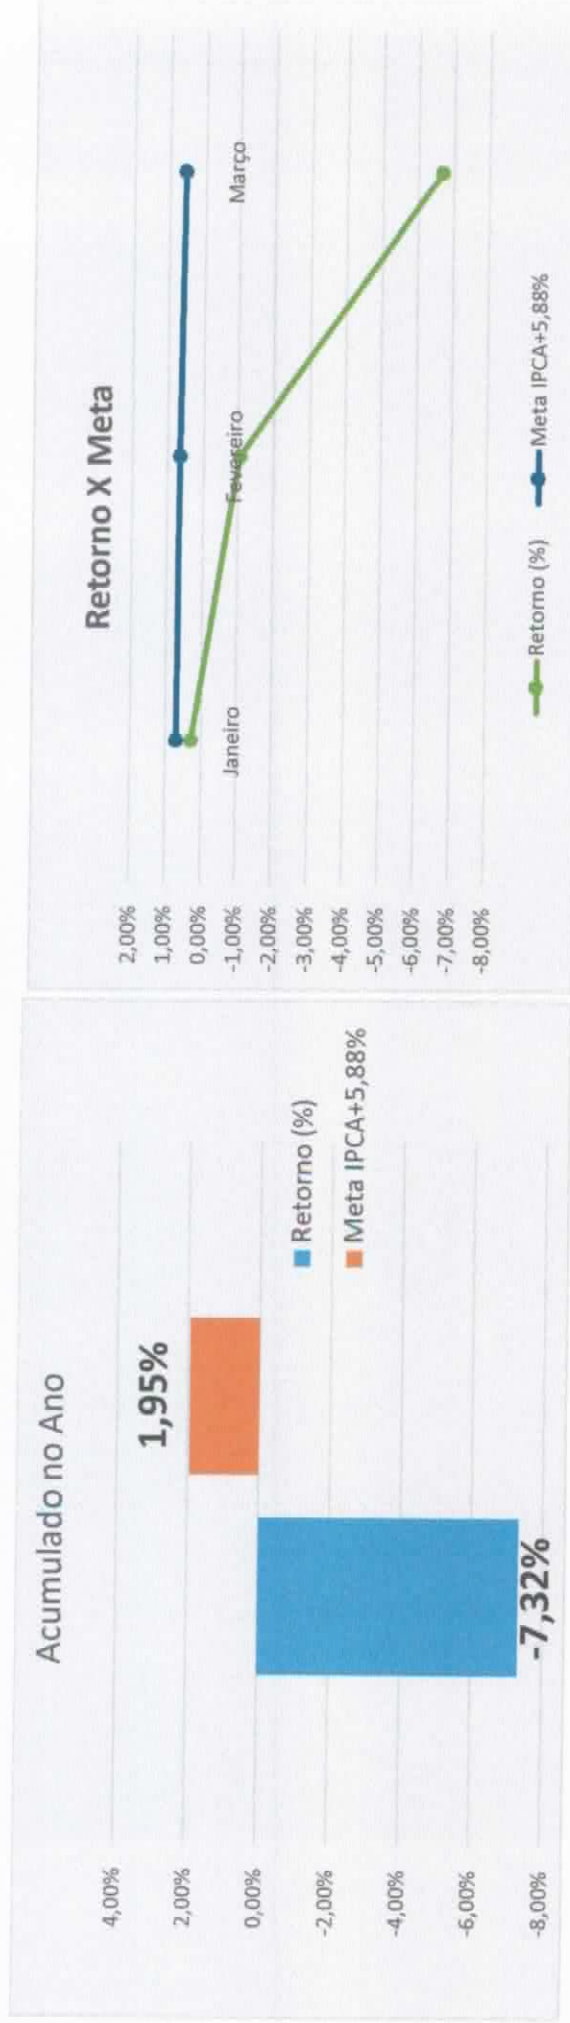 Acumulado no Ano
4,00%
2,00%
0,00%
-2,00%
-4,00%
-6,00%
-8,00%
1,95%
-7,32%
Retorno (%)
Meta IPCA+5,88%
Retorno X Meta
2,00%
1,00%
0,00%
-1,00%
-2,00%
-3,00%
-4,00%
-5,00%
-6,00%
-7,00%
-8,00%
Janeiro
Fevereiro
Março
Retorno (%)
Meta IPCA+5,88%